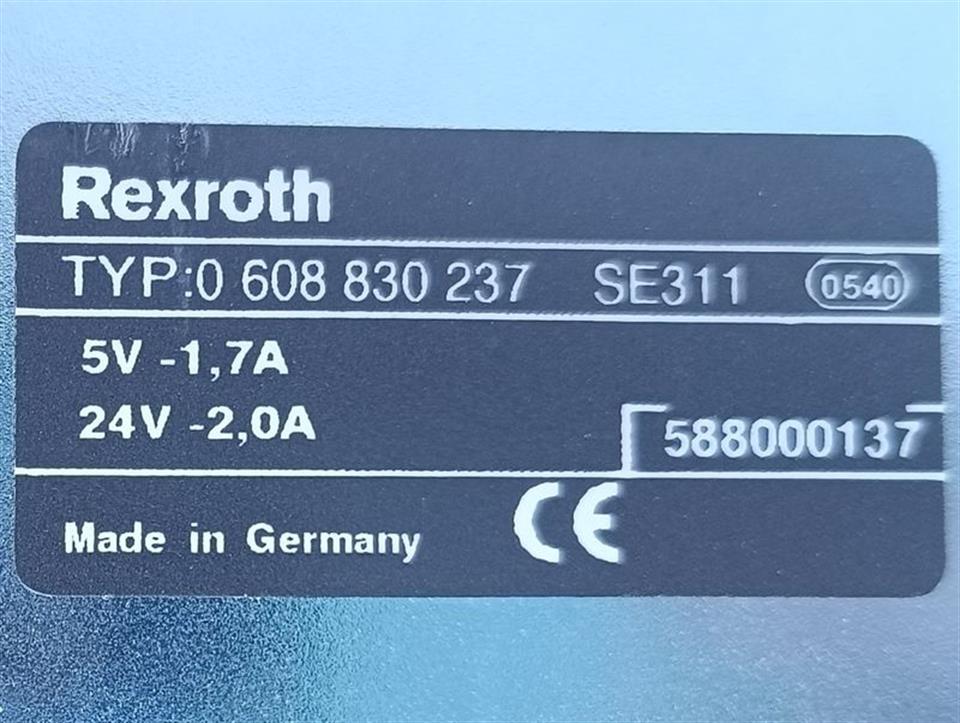 Rexroth
TYP:0 608 830 237 SE311 0540
5V -1,7A
24V -2,0A
588000137
Made in Germany CE